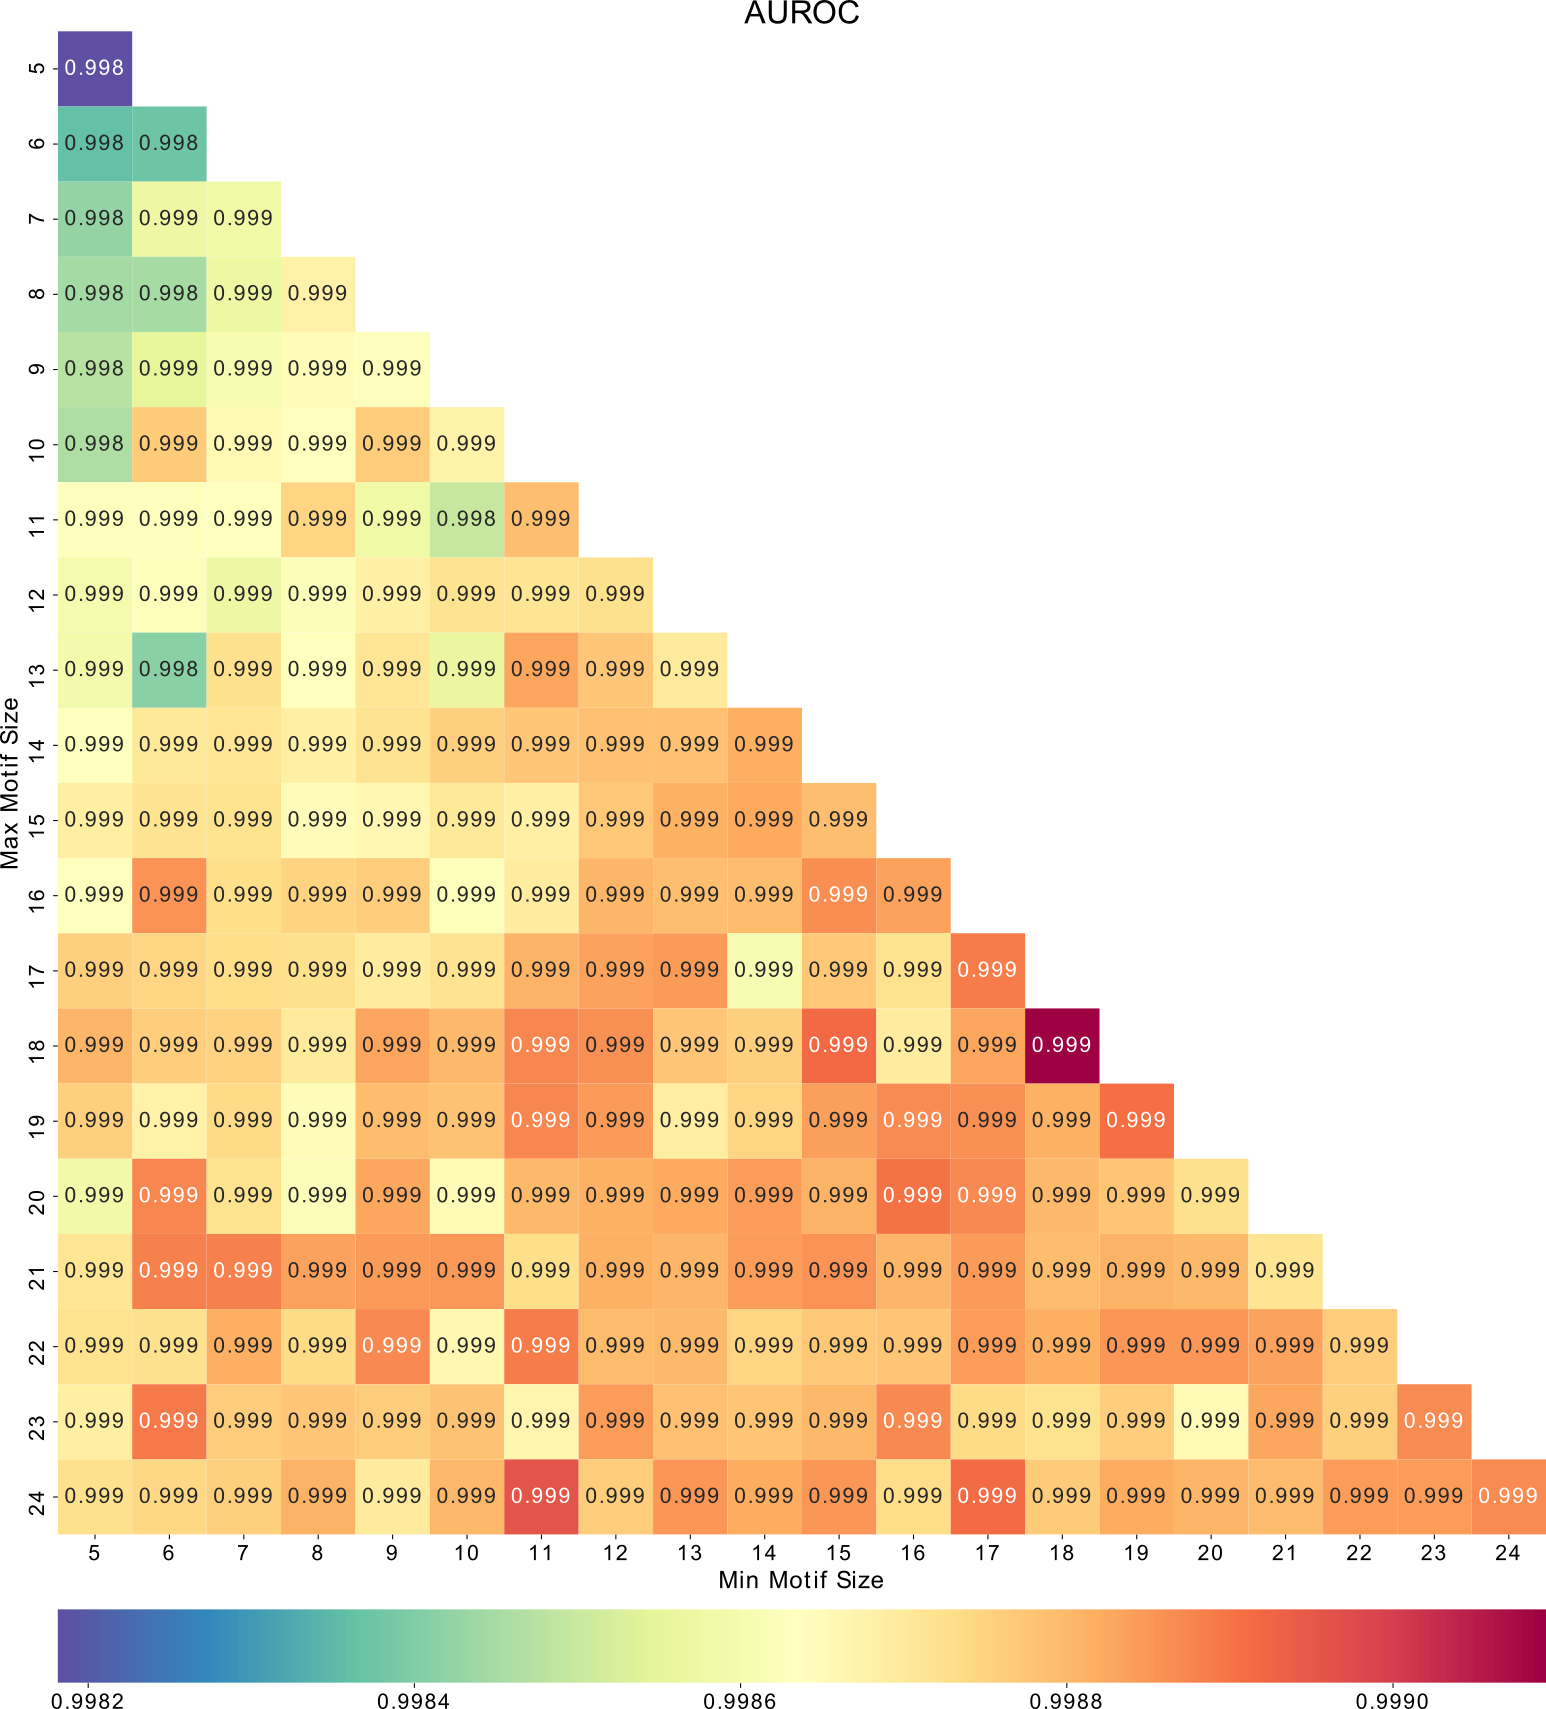 AUROC
5 0.998
6 0.998 0.998
7 0.998 0.999 0.999
8 0.998 0.998 0.999 0.999
9 0.998 0.999 0.999 0.999 0.999
10 0.998 0.999 0.999 0.999 0.999 0.999
11 0.999 0.999 0.999 0.999 0.999 0.998 0.999
12 0.999 0.999 0.999 0.999 0.999 0.999 0.999 0.999
13 0.999 0.998 0.999 0.999 0.999 0.999 0.999 0.999 0.999
Max Motif Size
14 0.999 0.999 0.999 0.999 0.999 0.999 0.999 0.999 0.999 0.999
15 0.999 0.999 0.999 0.999 0.999 0.999 0.999 0.999 0.999 0.999 0.999
16 0.999 0.999 0.999 0.999 0.999 0.999 0.999 0.999 0.999 0.999 0.999 0.999
17 0.999 0.999 0.999 0.999 0.999 0.999 0.999 0.999 0.999 0.999 0.999 0.999 0.999
18 0.999 0.999 0.999 0.999 0.999 0.999 0.999 0.999 0.999 0.999 0.999 0.999 0.999 0.999
19 0.999 0.999 0.999 0.999 0.999 0.999 0.999 0.999 0.999 0.999 0.999 0.999 0.999 0.999 0.999
20 0.999 0.999 0.999 0.999 0.999 0.999 0.999 0.999 0.999 0.999 0.999 0.999 0.999 0.999 0.999 0.999
21 0.999 0.999 0.999 0.999 0.999 0.999 0.999 0.999 0.999 0.999 0.999 0.999 0.999 0.999 0.999 0.999 0.999
22 0.999 0.999 0.999 0.999 0.999 0.999 0.999 0.999 0.999 0.999 0.999 0.999 0.999 0.999 0.999 0.999 0.999 0.999
23 0.999 0.999 0.999 0.999 0.999 0.999 0.999 0.999 0.999 0.999 0.999 0.999 0.999 0.999 0.999 0.999 0.999 0.999 0.999
24 0.999 0.999 0.999 0.999 0.999 0.999 0.999 0.999 0.999 0.999 0.999 0.999 0.999 0.999 0.999 0.999 0.999 0.999 0.999 0.999
5 6 7 8 9 10 11 12 13 14 15 16 17 18 19 20 21 22 23 24
Min Motif Size
0.9982 0.9984 0.9986 0.9988 0.9990